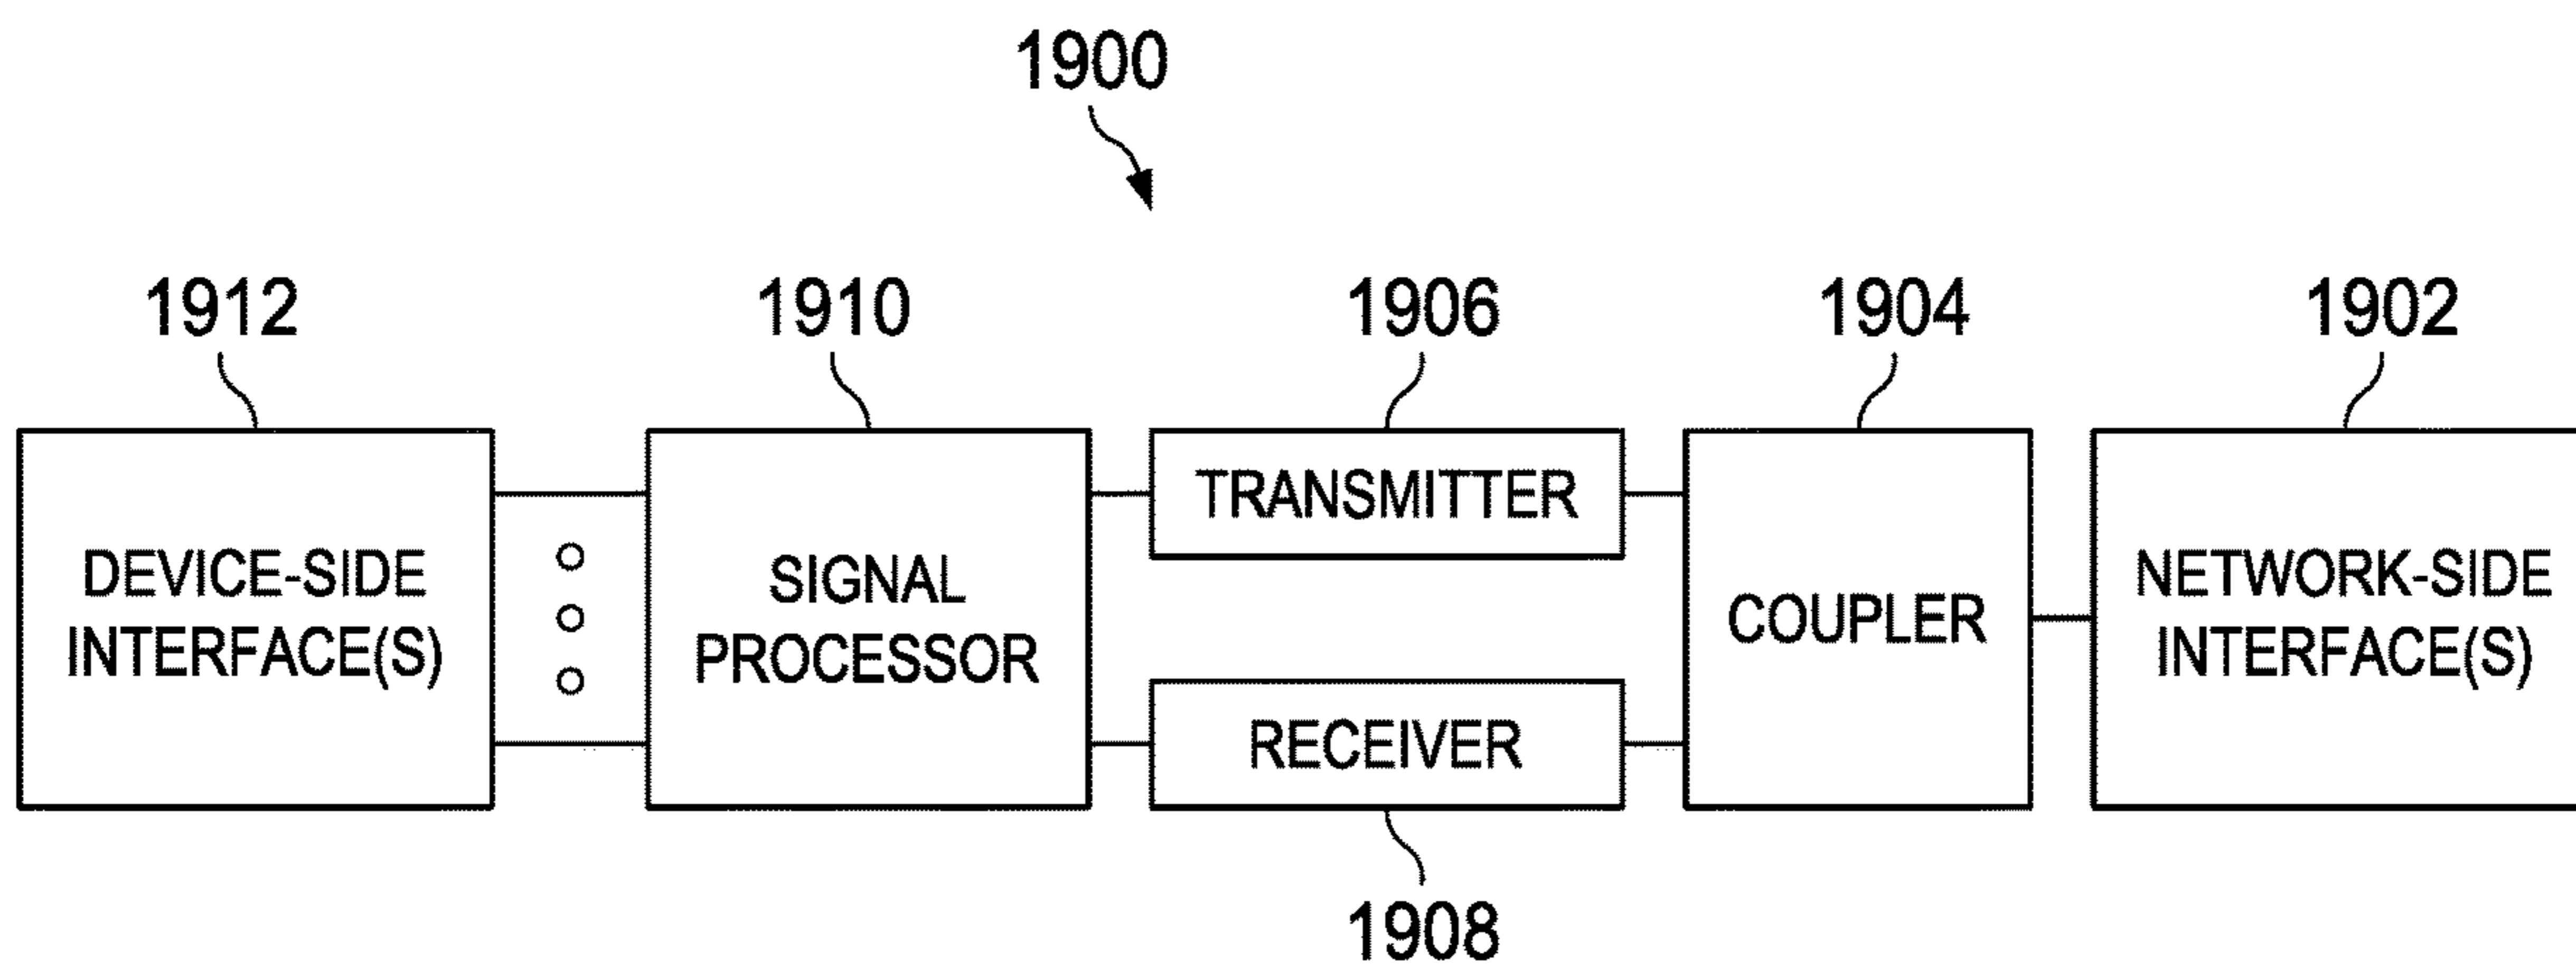 1900
1912
1910
1906
1904
1902
DEVICE-SIDE
INTERFACE(S)
SIGNAL
PROCESSOR
TRANSMITTER
RECEIVER
COUPLER
NETWORK-SIDE
INTERFACE(S)
1908